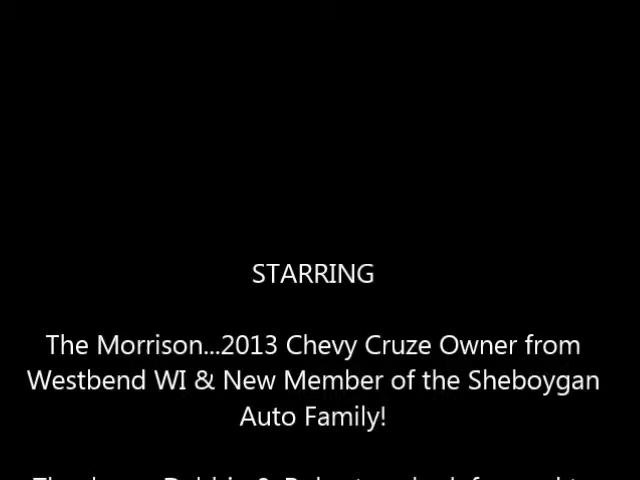 STARRING
The Morrison...2013 Chevy Cruze Owner from
Westbend WI & New Member of the Sheboygan
Auto Family!